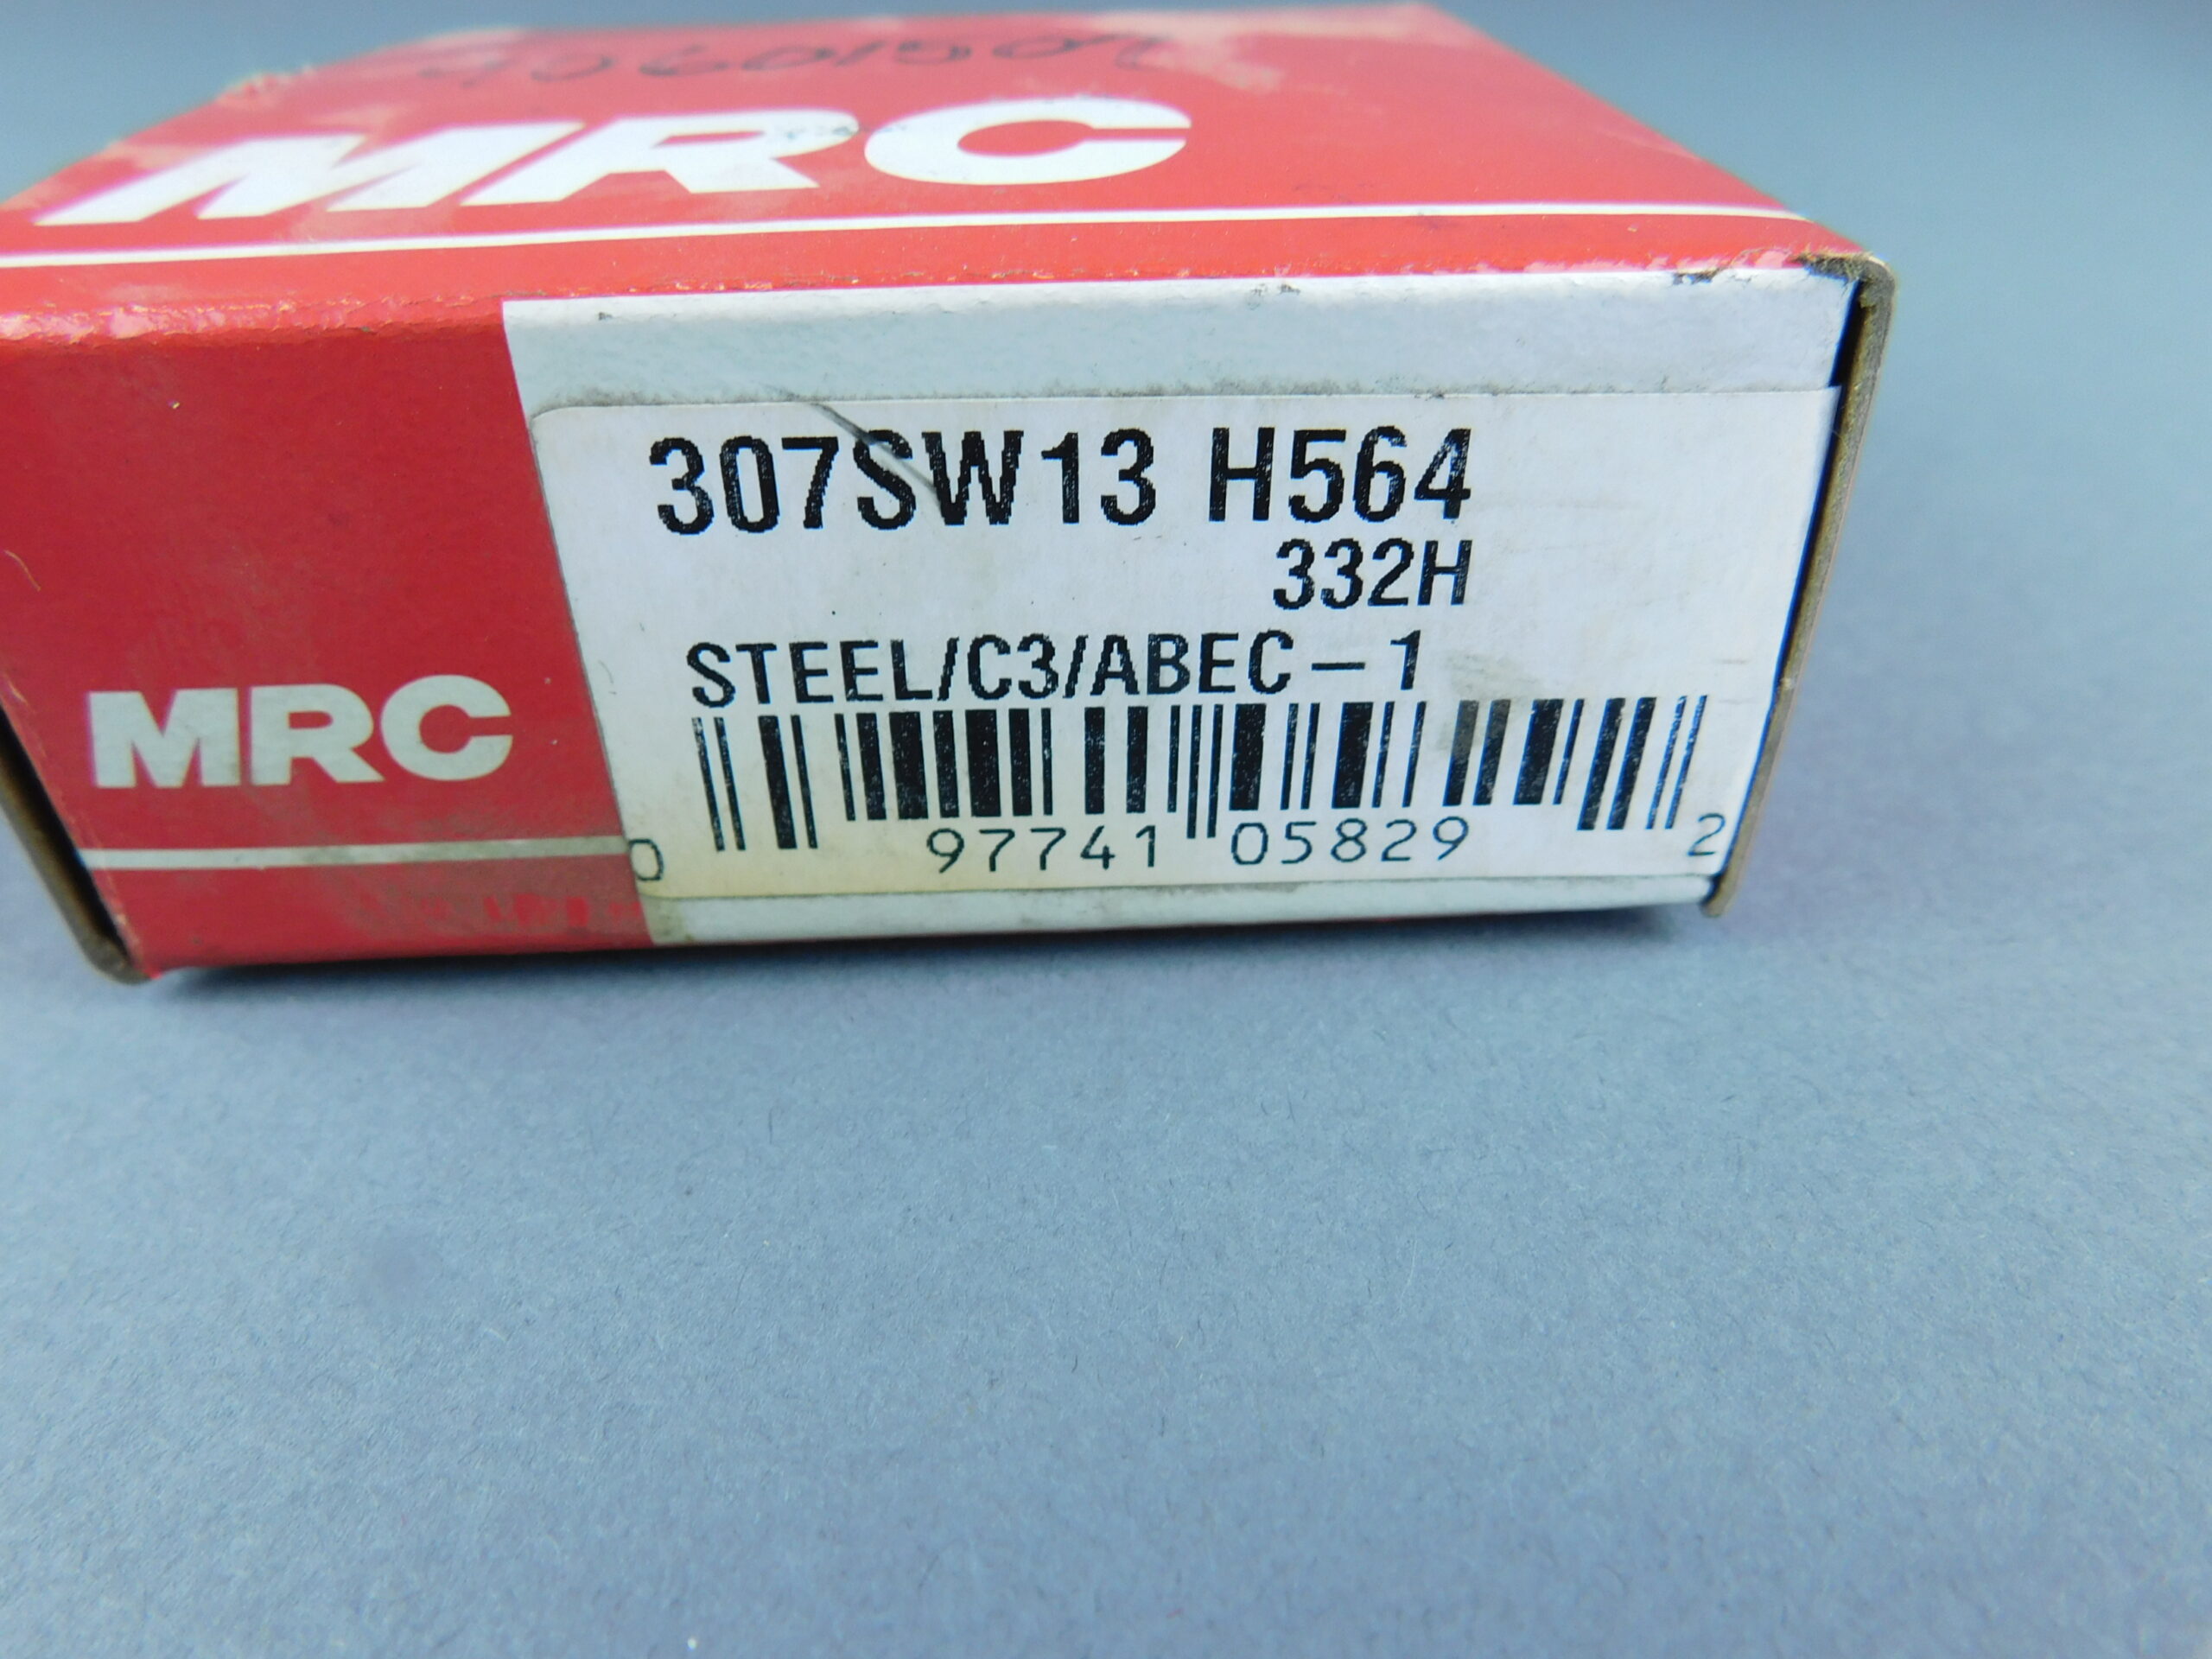 MRC
307SW13 H564
332H
STEEL/C3/ABEC-1
MRC
0 97741 05829 2